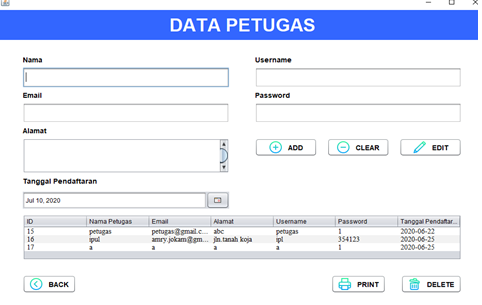 DATA PETUGAS
Nama Username
Email Password
Alamat
ADD CLEAR EDIT
Tanggal Pendaftaran
Jul 10, 2020
ID Nama Petugas Email Alamat Username Password Tanggal Pendaftar...
15 petugas petugas@gmail.c... abc petugas 1 2020-06-22
16 ipul amry.jokam@gm... jln.tanah koja ipl 354123 2020-06-25
17 a a a a 1 2020-06-25
BACK PRINT DELETE